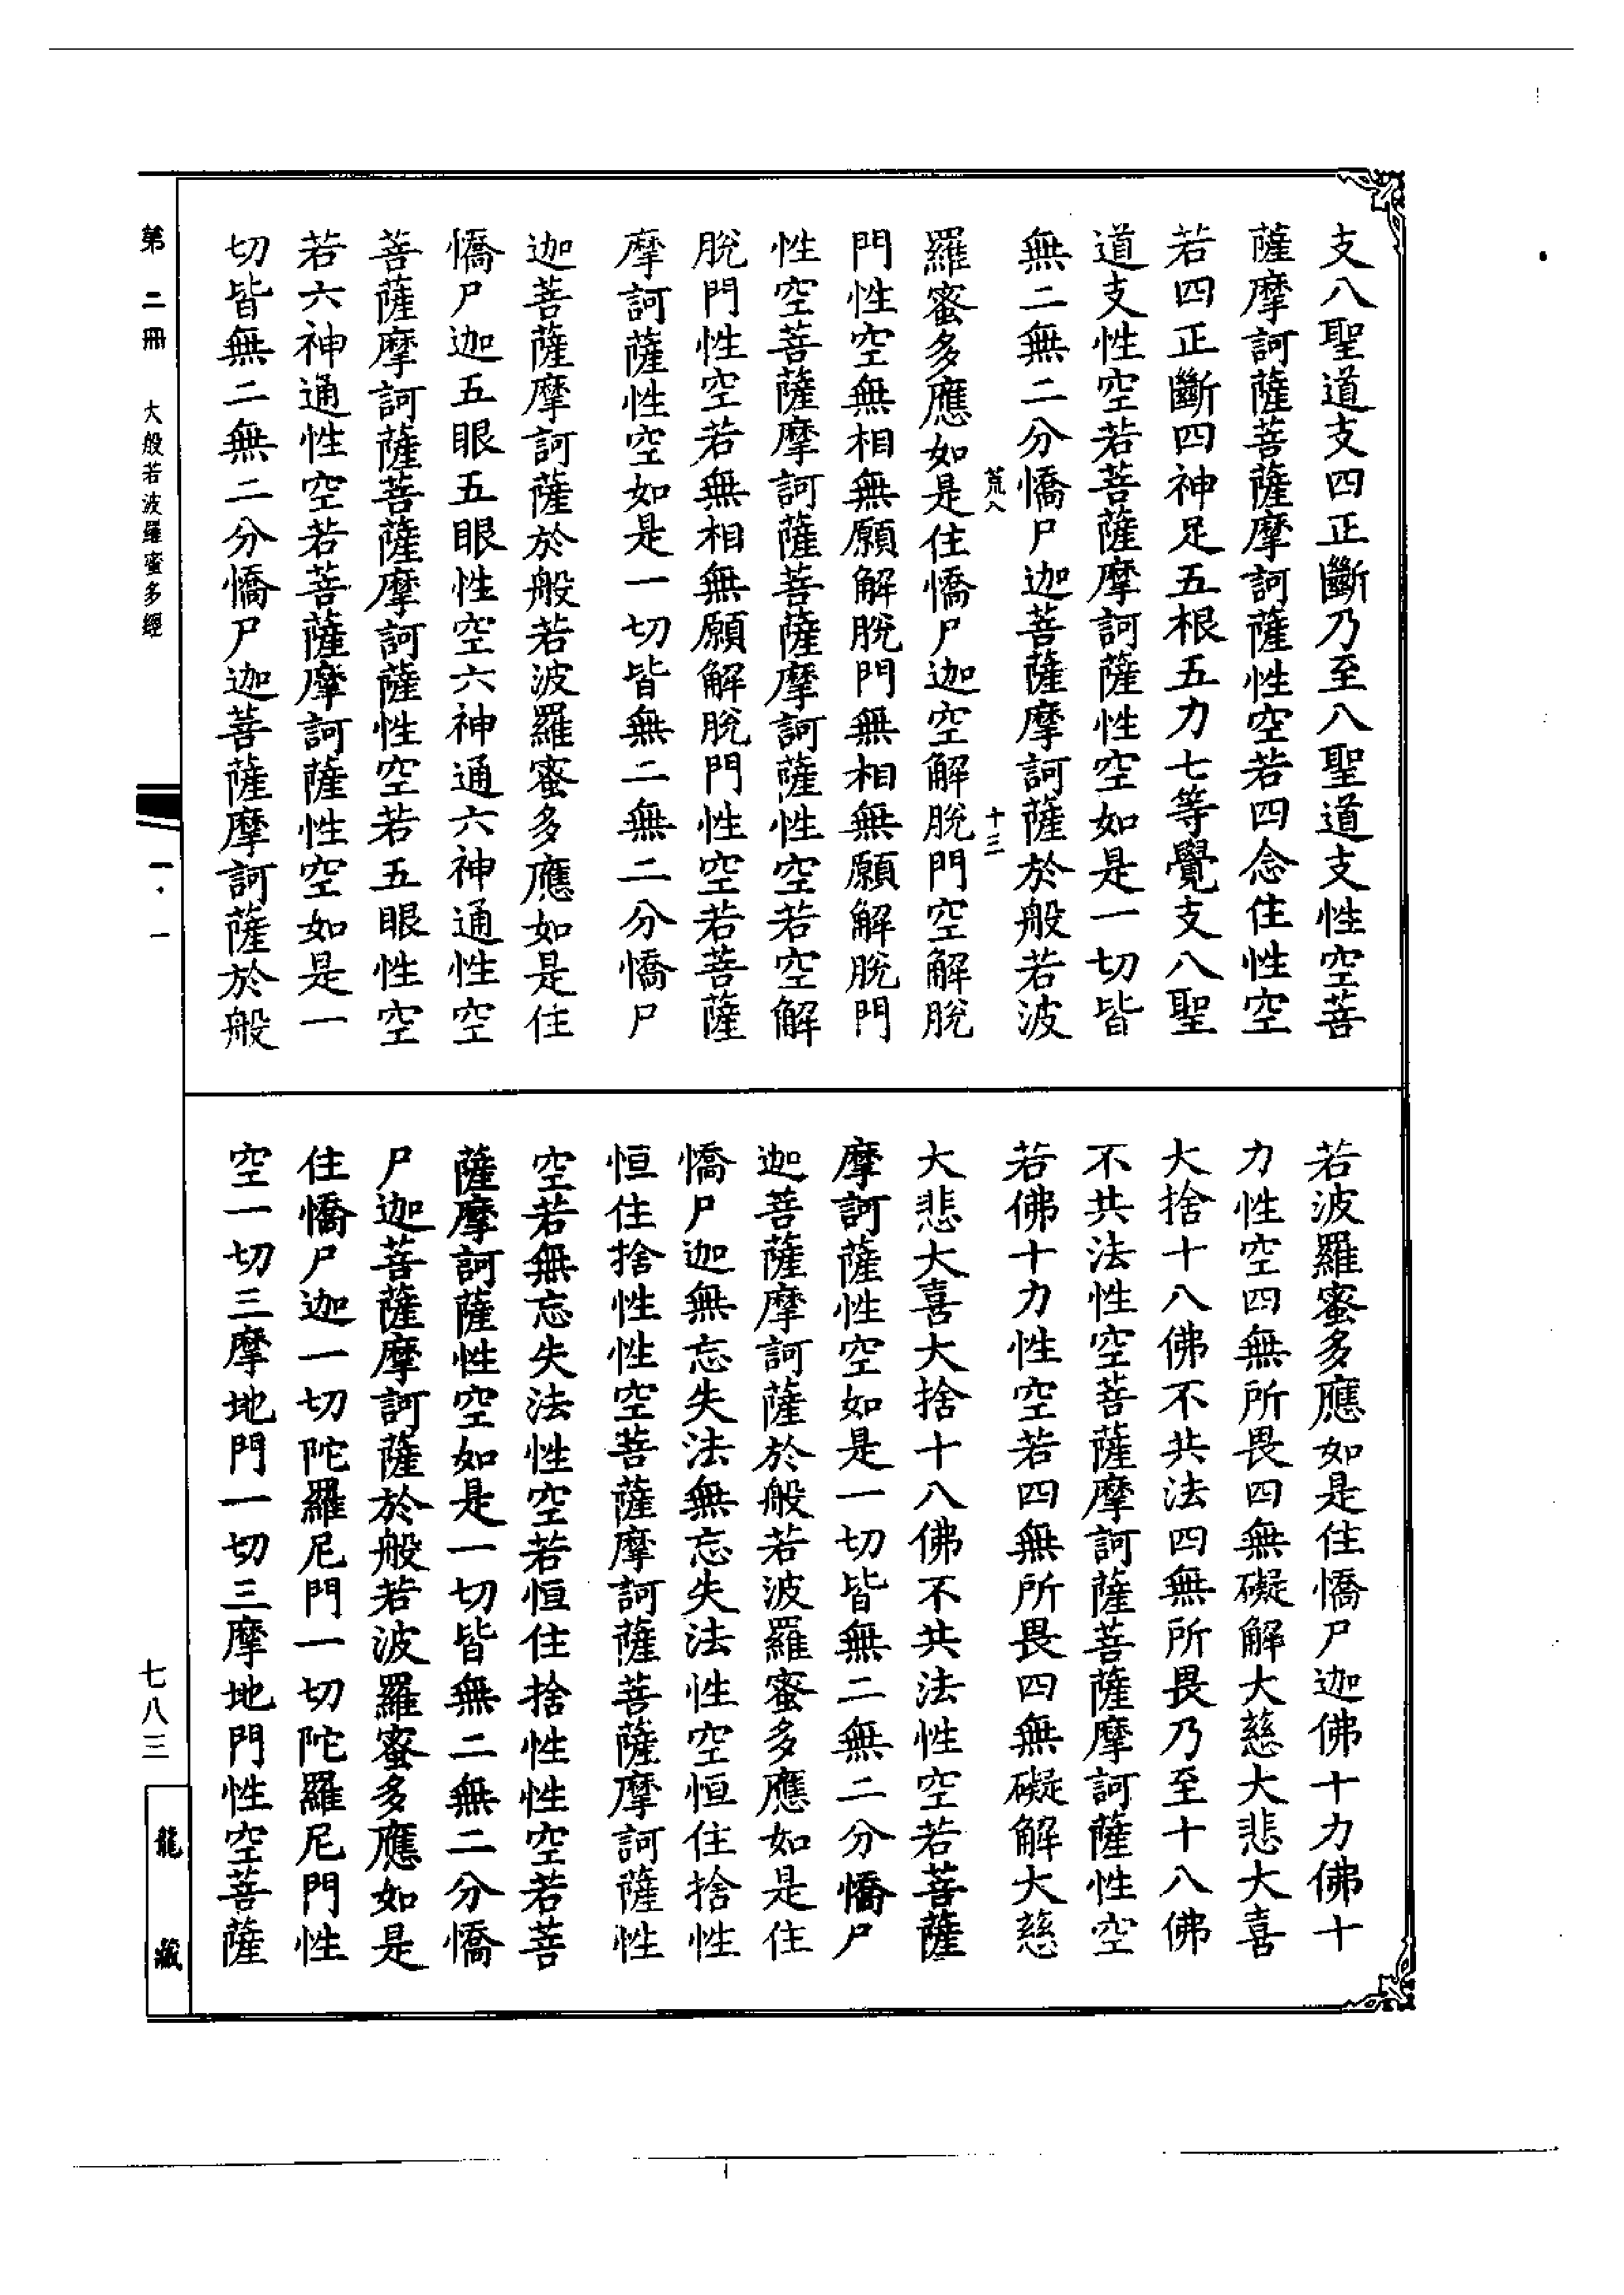 支八聖道支四正斷乃至八聖道支性空菩
薩摩訶薩菩薩摩訶薩性空若四念住性空
若四正斷四神足五根五力七等覺支八聖
道支性空若菩薩摩訶薩性空如是一切皆
無二無二分憍尸迦菩薩摩訶薩於般若波
荒八 十三
羅蜜多應如是住憍尸迦空解脫門空解脫
門性空無相無願解脫門無相無願解脫門
性空菩薩摩訶薩菩薩摩訶薩性空若空解
脫門性空若無相無願解脫門性空若菩薩
摩訶薩性空如是一切皆無二無二分憍尸
迦菩薩摩訶薩於般若波羅蜜多應如是住
憍尸迦五眼五眼性空六神通六神通性空
菩薩摩訶薩菩薩摩訶薩性空若五眼性空
若六神通性空若菩薩摩訶薩性空如是一
切皆無二無二分憍尸迦菩薩摩訶薩於般
若波羅蜜多應如是住憍尸迦佛十力佛十
力性空四無所畏四無礙解大慈大悲大喜
大捨十八佛不共法四無所畏乃至十八佛
不共法性空菩薩摩訶薩菩薩摩訶薩性空
若佛十力性空若四無所畏四無礙解大慈
大悲大喜大捨十八佛不共法性空若菩薩
摩訶薩性空如是一切皆無二無二分憍尸
迦菩薩摩訶薩於般若波羅蜜多應如是住
憍尸迦無忘失法無忘失法性空恒住捨性
恒住捨性性空菩薩摩訶薩菩薩摩訶薩性
空若無忘失法性空若恒住捨性性空若菩
薩摩訶薩性空如是一切皆無二無二分憍
尸迦菩薩摩訶薩於般若波羅蜜多應如是
住憍尸迦一切陀羅尼門一切陀羅尼門性
空一切三摩地門一切三摩地門性空菩薩
第二冊 大般若波羅蜜多經
一·一
七八三
龍藏